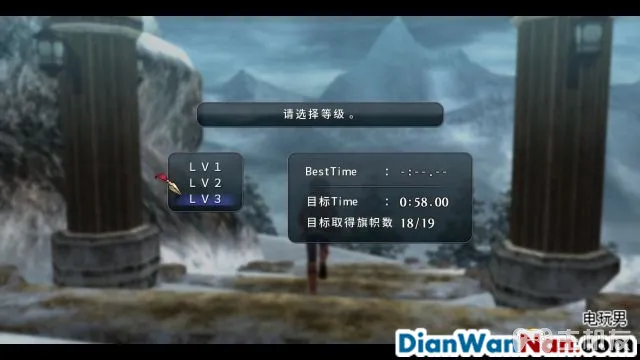 请选择等级。
LV1
LV2
LV3
BestTime : -:--.--
目标Time : 0:58.00
目标取得旗帜数 18/19
电玩男
DianWanNan.com